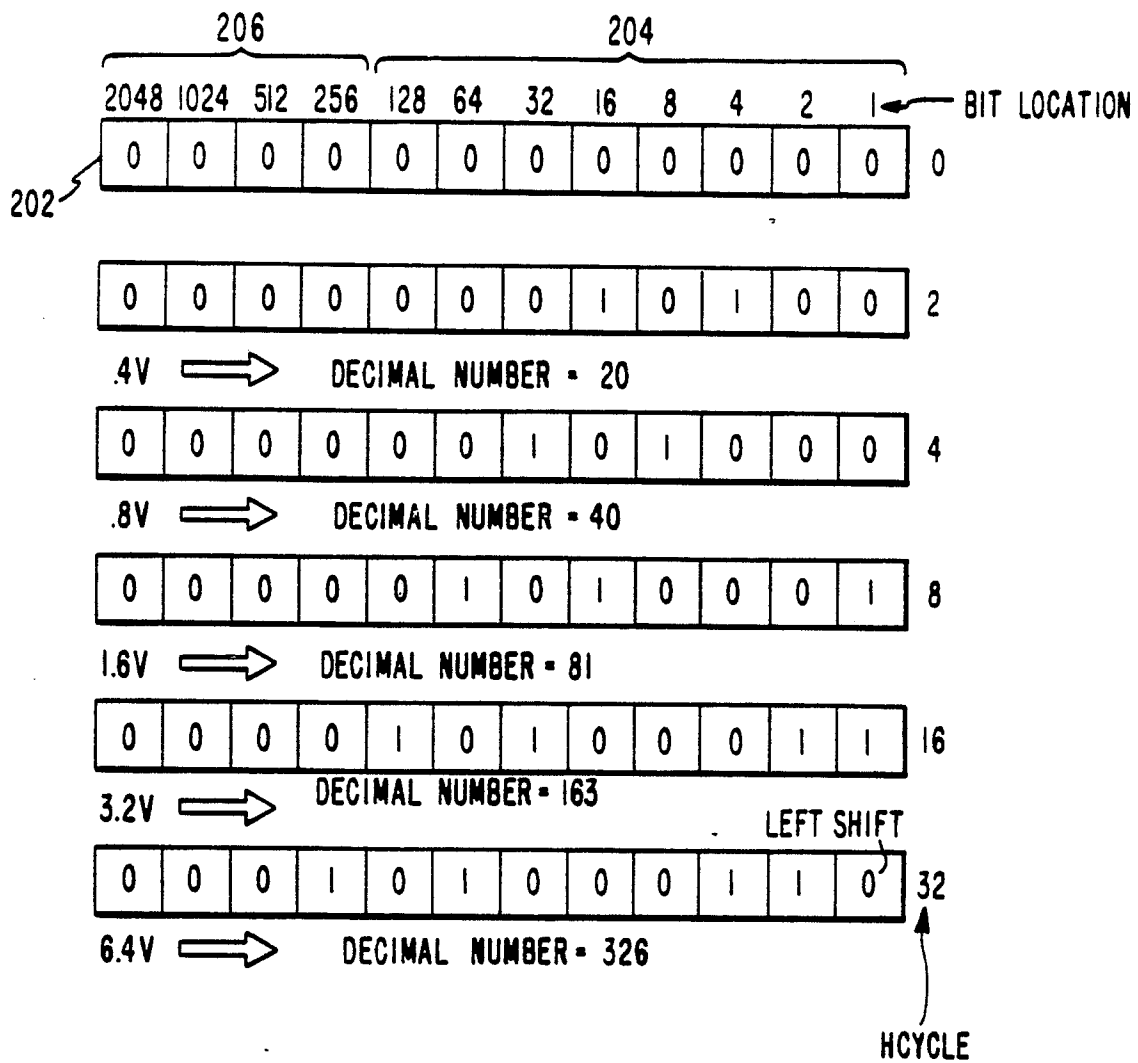 206 204
2048 1024 512 256 128 64 32 16 8 4 2 1 BIT LOCATION
0 0 0 0 0 0 0 0 0 0 0 0 0
202
0 0 0 0 0 0 0 1 0 1 0 0 2
.4V DECIMAL NUMBER = 20
0 0 0 0 0 0 1 0 1 0 0 0 4
.8V DECIMAL NUMBER = 40
0 0 0 0 0 1 0 1 0 0 0 1 8
1.6V DECIMAL NUMBER = 81
0 0 0 0 1 0 1 0 0 0 1 1 16
3.2V DECIMAL NUMBER = 163
LEFT SHIFT
0 0 0 1 0 1 0 0 0 1 1 0 32
6.4V DECIMAL NUMBER = 326
HCYCLE